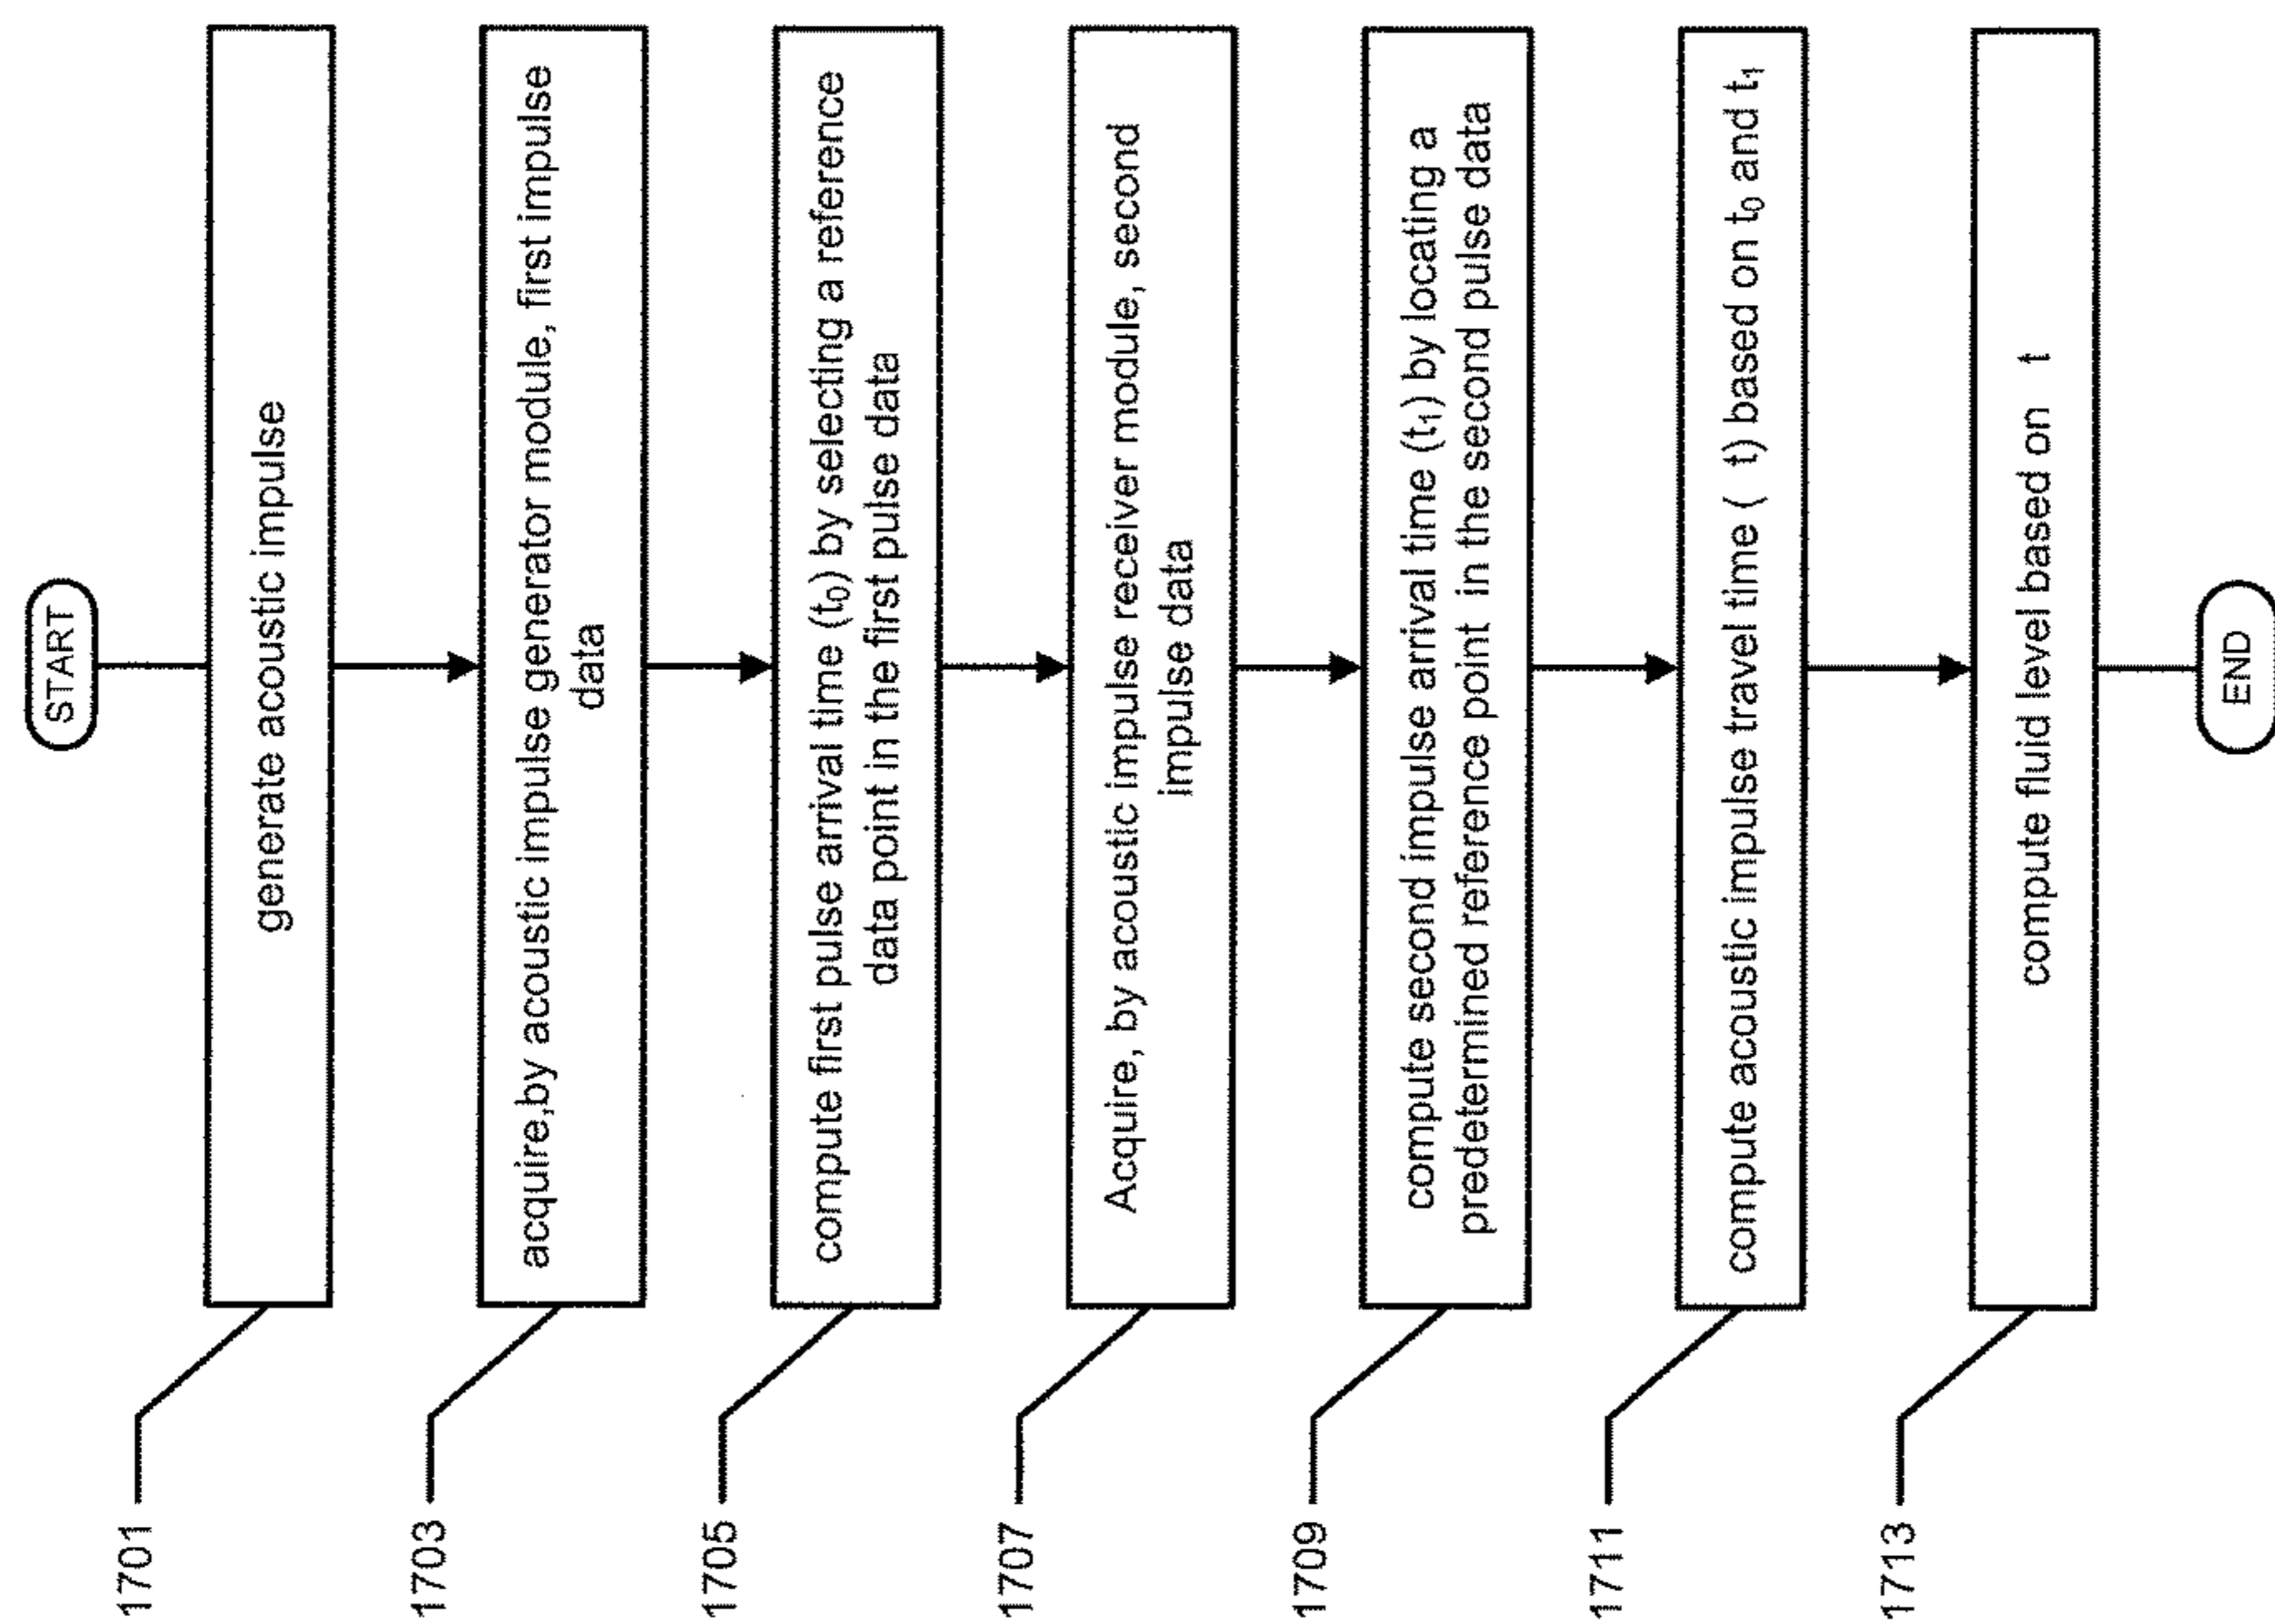 START
1701
generate acoustic impulse
1703
acquire,by acoustic impulse generator module, first impulse
data
1705
compute first pulse arrival time (t₀) by selecting a reference
data point in the first pulse data
1707
Acquire, by acoustic impulse receiver module, second
impulse data
1709
compute second impulse arrival time (t₁) by locating a
predetermined reference point in the second pulse data
1711
compute acoustic impulse travel time ( t) based on t₀ and t₁
1713
compute fluid level based on t
END